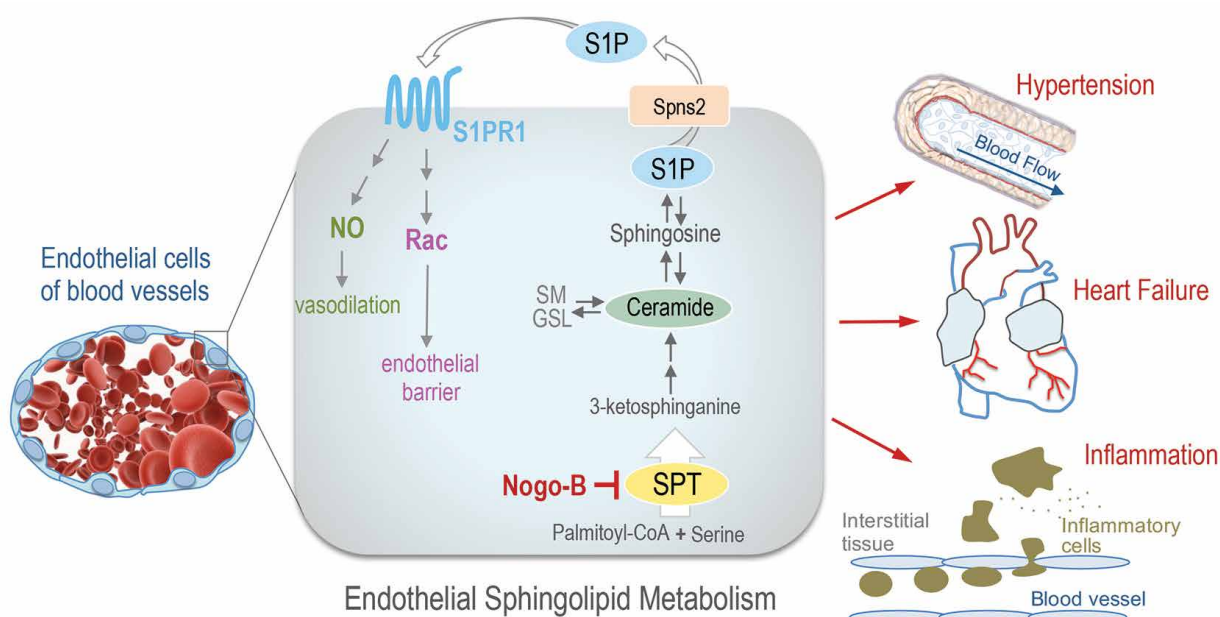 S1P
Spns2
S1PR1
S1P
NO
Rac
Sphingosine
vasodilation
SM
GSL
Ceramide
endothelial
barrier
3-ketosphinganine
Nogo-B
SPT
Palmitoyl-CoA + Serine
Endothelial Sphingolipid Metabolism
Endothelial cells
of blood vessels
Hypertension
Blood Flow
Heart Failure
Inflammation
Interstitial
tissue
Inflammatory
cells
Blood vessel